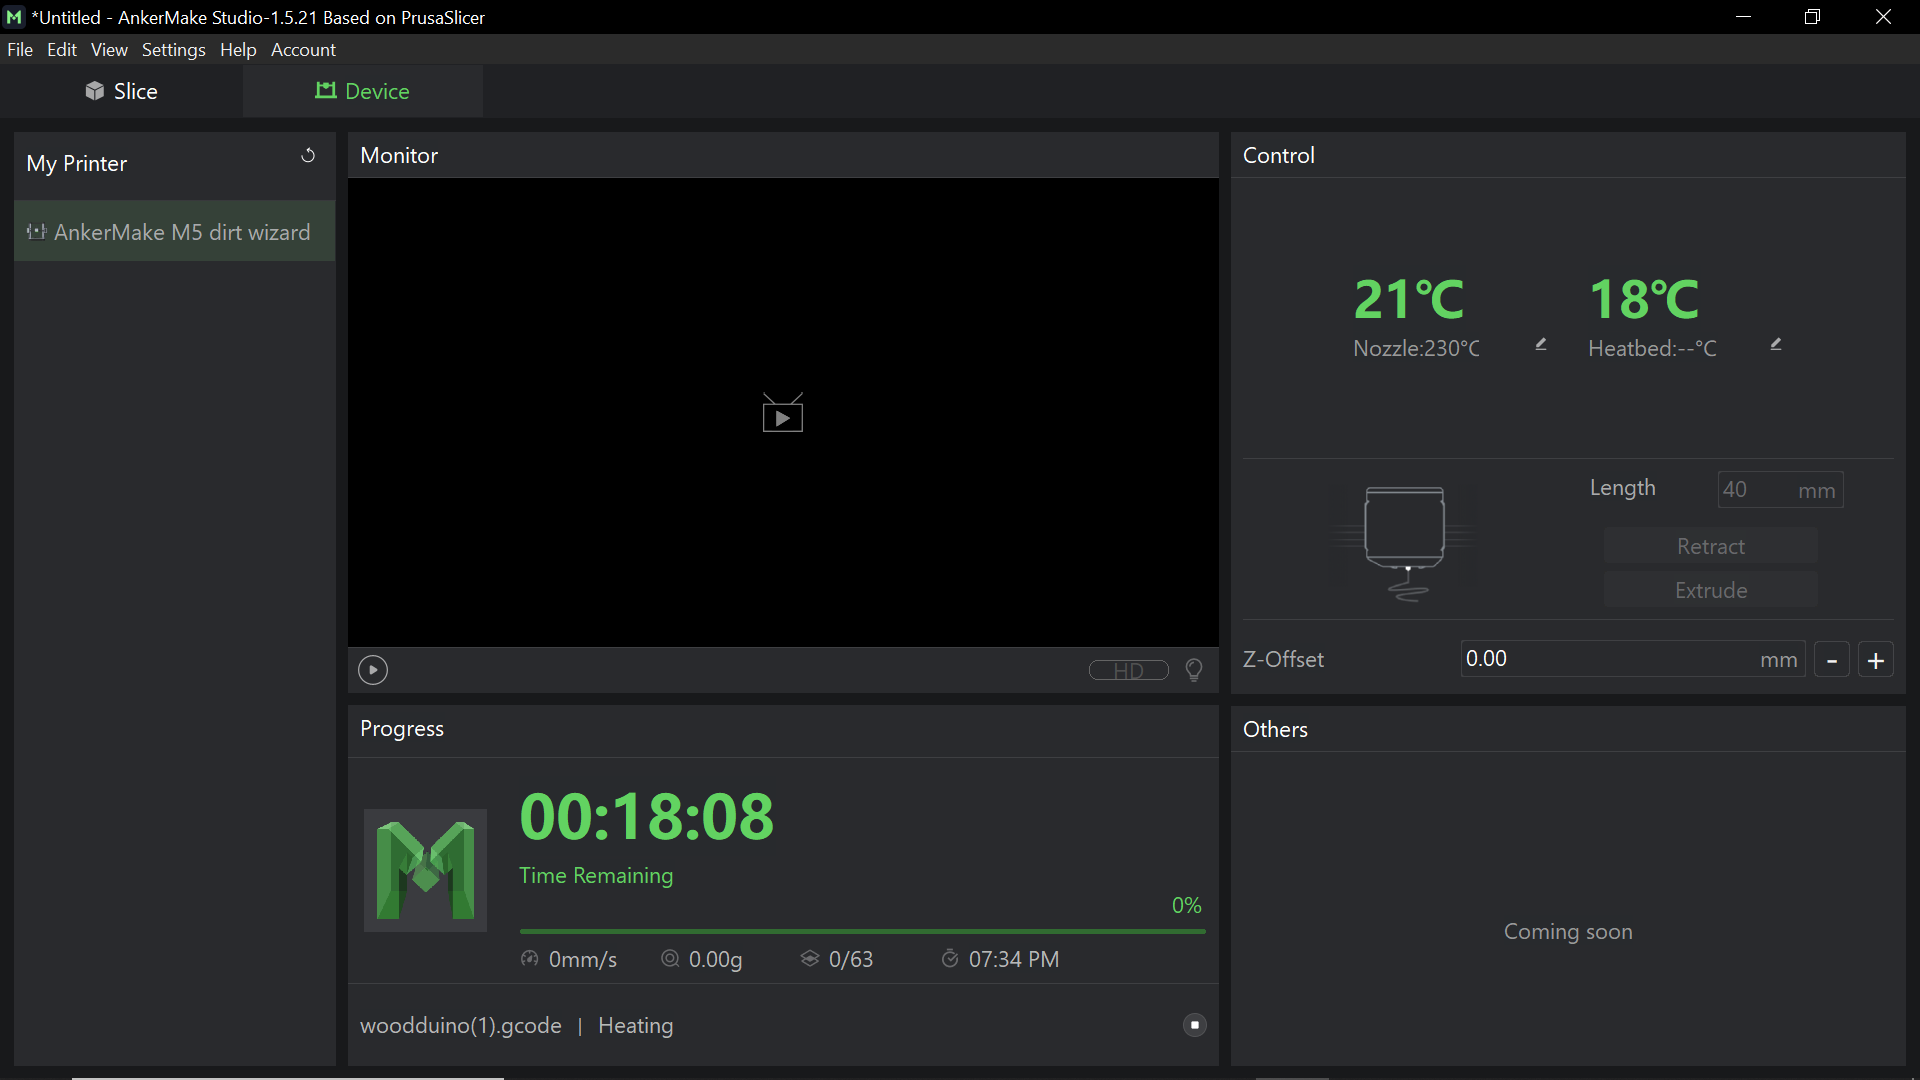 *Untitled - AnkerMake Studio-1.5.21 Based on PrusaSlicer
File Edit View Settings Help Account
Slice Device
My Printer
AnkerMake M5 dirt wizard
Monitor
HD
Progress
00:18:08
Time Remaining
0%
0mm/s 0.00g 0/63 07:34 PM
woodduino(1).gcode | Heating
Control
21℃ 18℃
Nozzle:230°C Heatbed:--°C
Length 40 mm
Retract
Extrude
Z-Offset 0.00 mm - +
Others
Coming soon